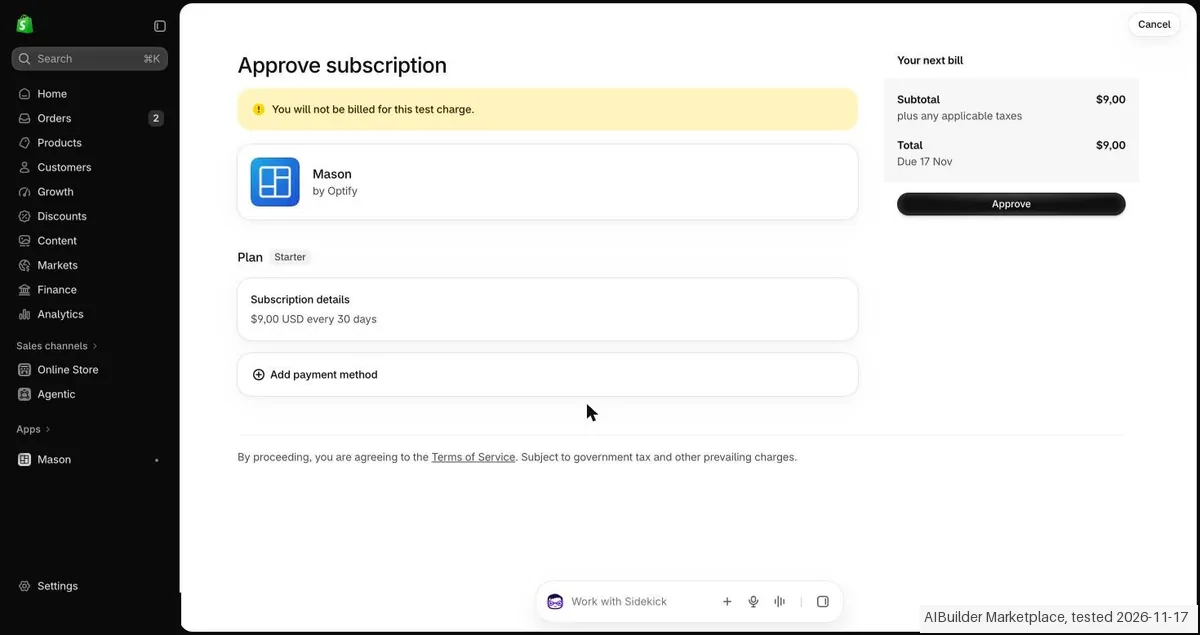 Search ⌘K
Home
Orders 2
Products
Customers
Growth
Discounts
Content
Markets
Finance
Analytics
Sales channels
Online Store
Agentic
Apps
Mason
Settings
Cancel
Approve subscription
You will not be billed for this test charge.
Mason
by Optify
Plan Starter
Subscription details
$9,00 USD every 30 days
Add payment method
Your next bill
Subtotal $9,00
plus any applicable taxes
Total $9,00
Due 17 Nov
Approve
By proceeding, you are agreeing to the Terms of Service. Subject to government tax and other prevailing charges.
Work with Sidekick
AIBuilder Marketplace, tested 2026-11-17